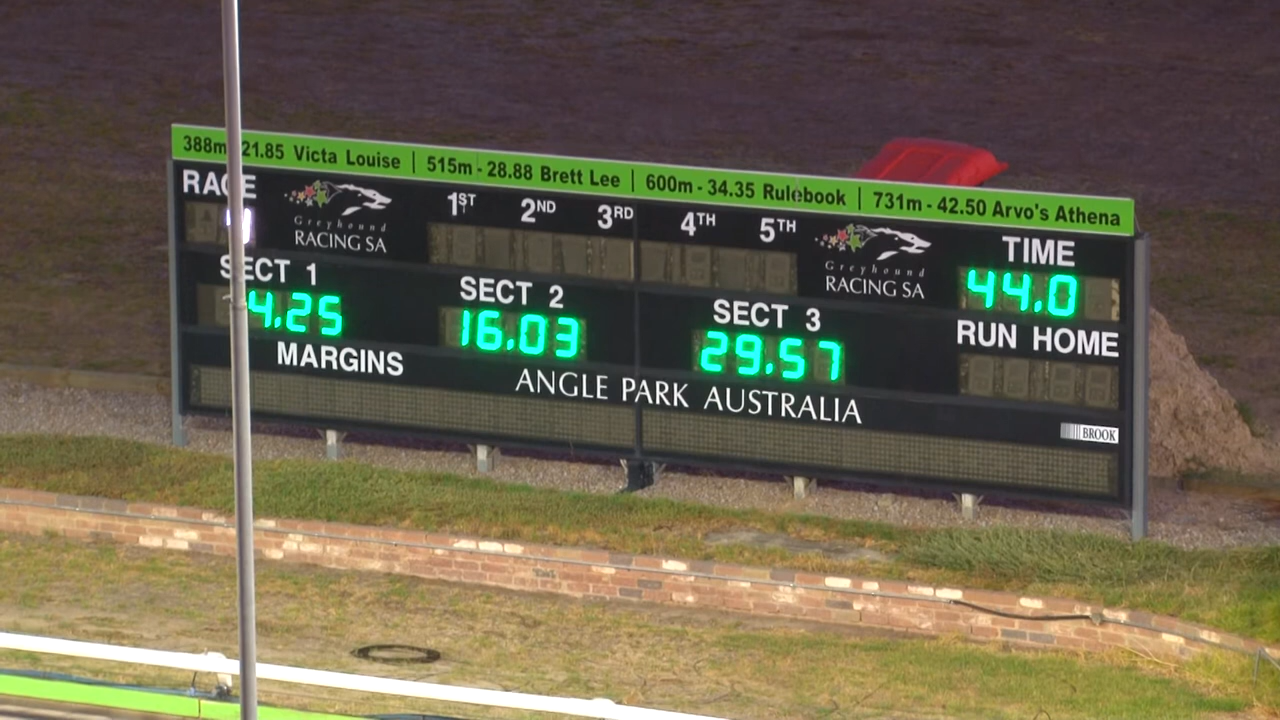 388m 21.85 Victa Louise | 515m - 28.88 Brett Lee | 600m - 34.35 Rulebook | 731m - 42.50 Arvo's Athena
RACE
Greyhound
RACING SA
1ST 2ND 3RD 4TH 5TH
Greyhound
RACING SA
TIME
44.0
SECT 1
4.25
SECT 2
16.03
SECT 3
29.57
RUN HOME
MARGINS
ANGLE PARK AUSTRALIA
BROOK